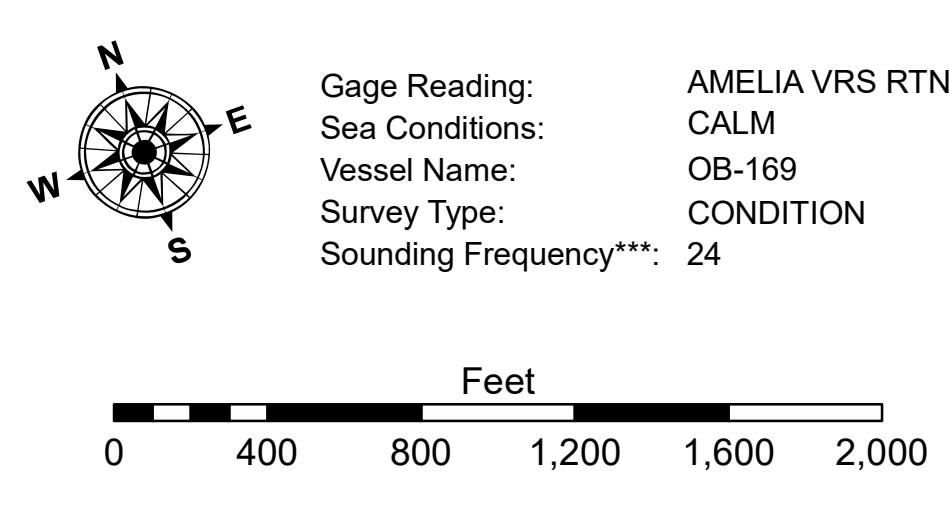 N
E
W
S
Gage Reading: AMELIA VRS RTN
Sea Conditions: CALM
Vessel Name: OB-169
Survey Type: CONDITION
Sounding Frequency***: 24
Feet
0 400 800 1,200 1,600 2,000